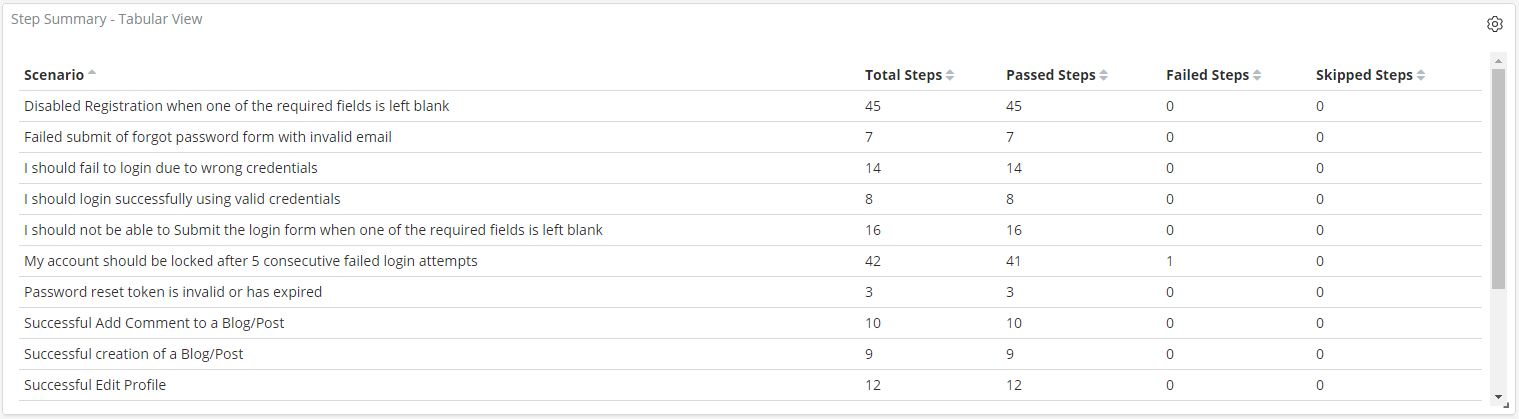 Step Summary - Tabular View
Scenario Total Steps Passed Steps Failed Steps Skipped Steps
Disabled Registration when one of the required fields is left blank 45 45 0 0
Failed submit of forgot password form with invalid email 7 7 0 0
I should fail to login due to wrong credentials 14 14 0 0
I should login successfully using valid credentials 8 8 0 0
I should not be able to Submit the login form when one of the required fields is left blank 16 16 0 0
My account should be locked after 5 consecutive failed login attempts 42 41 1 0
Password reset token is invalid or has expired 3 3 0 0
Successful Add Comment to a Blog/Post 10 10 0 0
Successful creation of a Blog/Post 9 9 0 0
Successful Edit Profile 12 12 0 0